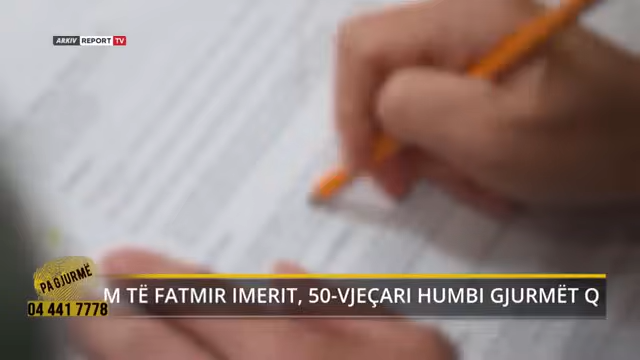 ARKIV REPORT TV
PA GJURMË
04 441 7778
M TË FATMIR IMERIT, 50-VJEÇARI HUMBI GJURMËT Q